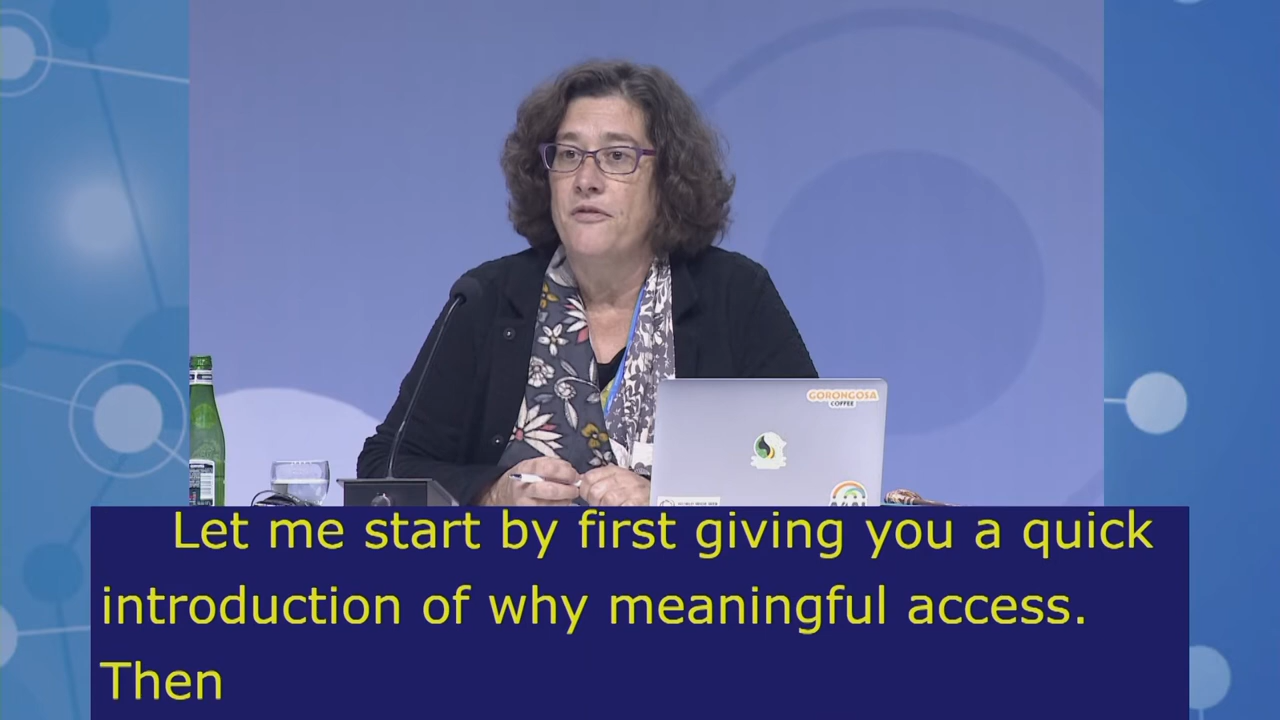 GORONGOSA
COFFEE
Let me start by first giving you a quick
introduction of why meaningful access.
Then